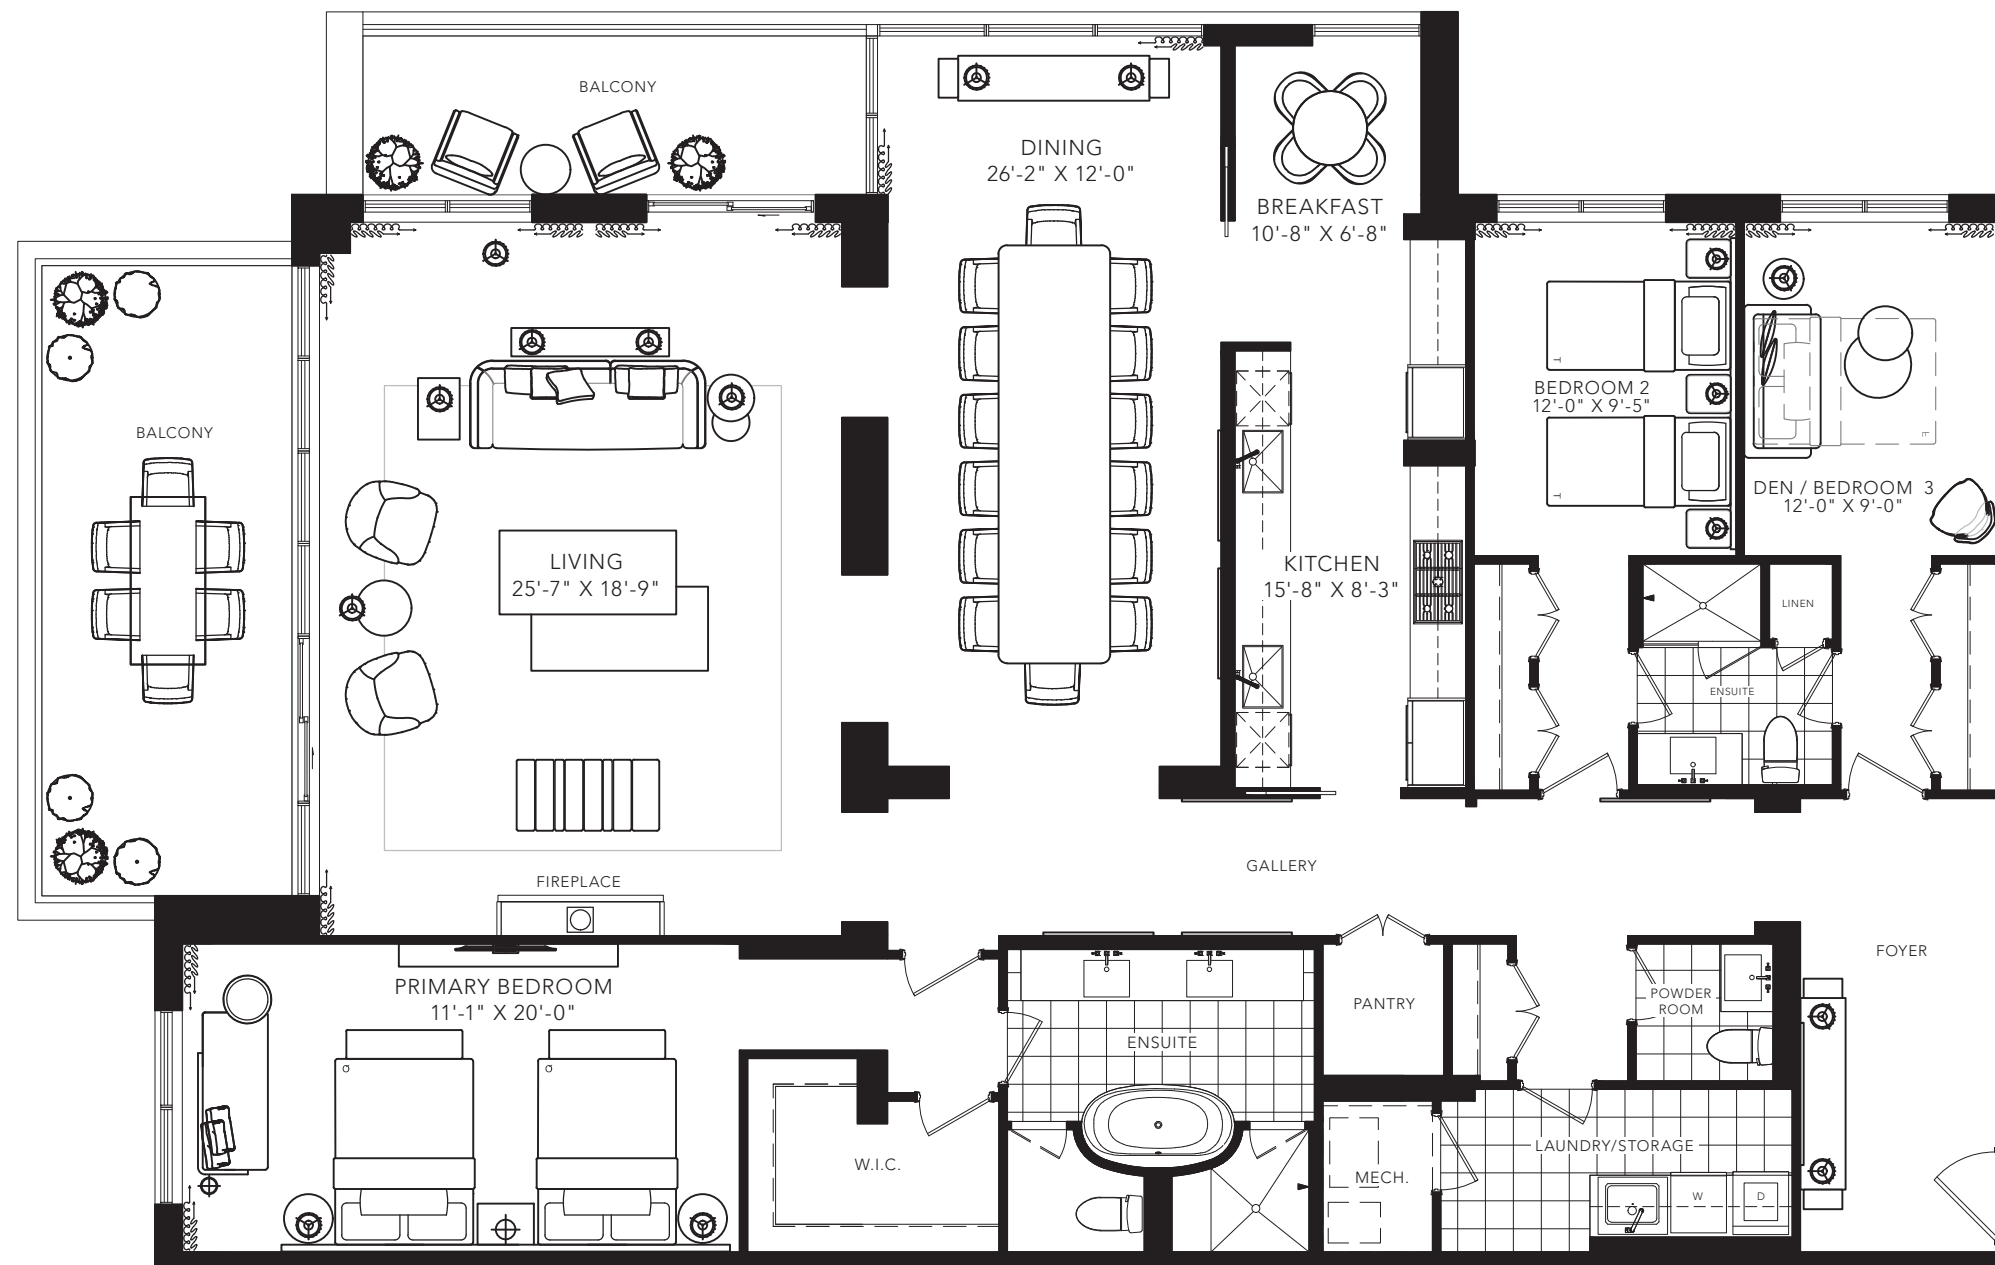 BALCONY
DINING
26'-2" X 12'-0"
BREAKFAST
10'-8" X 6'-8"
BALCONY
LIVING
25'-7" X 18'-9"
KITCHEN
15'-8" X 8'-3"
T
BEDROOM 2
12'-0" X 9'-5"
T
DEN / BEDROOM 3
12'-0" X 9'-0"
LINEN
ENSUITE
GALLERY
FIREPLACE
PRIMARY BEDROOM
11'-1" X 20'-0"
W.I.C.
ENSUITE
PANTRY
POWDER
ROOM
FOYER
MECH.
LAUNDRY/STORAGE
W
D